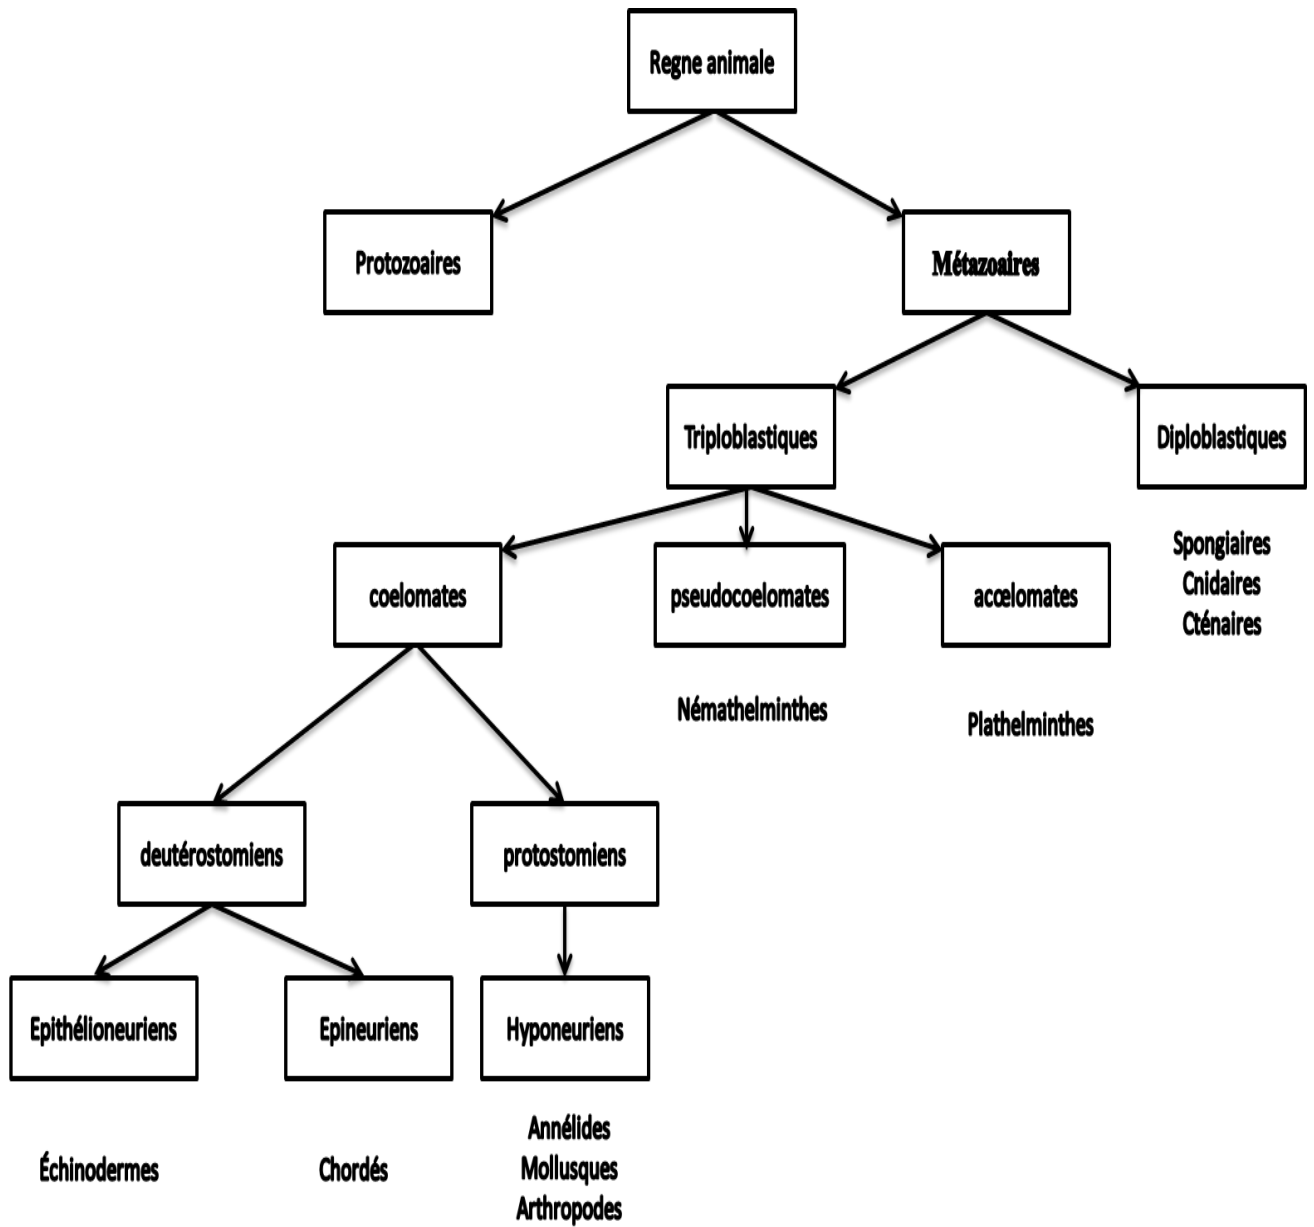 Regne animale
Protozoaires
Métazoaires
Triploblastiques
Diploblastiques
Spongiaires
Cnidaires
Cténaires
coelomates
pseudocoelomates
acœlomates
Némathelminthes
Plathelminthes
deutérostomiens
protostomiens
Epithélioneuriens
Epineuriens
Hyponeuriens
Échinodermes
Chordés
Annélides
Mollusques
Arthropodes